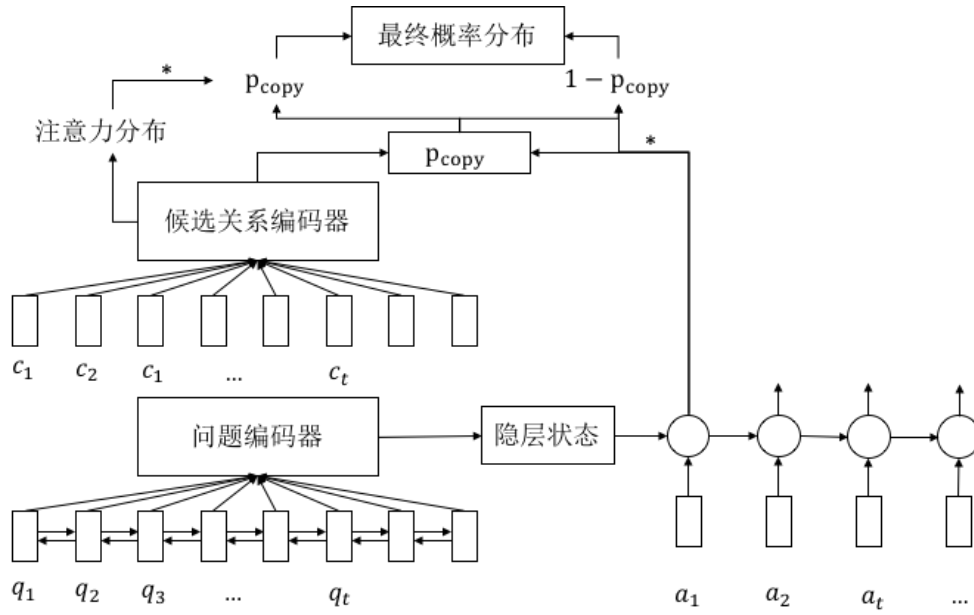 最终概率分布
* p_copy 1 − p_copy
注意力分布
p_copy *
候选关系编码器
c_1 c_2 c_1 ... c_t
问题编码器 隐层状态
q_1 q_2 q_3 ... q_t a_1 a_2 a_t ...